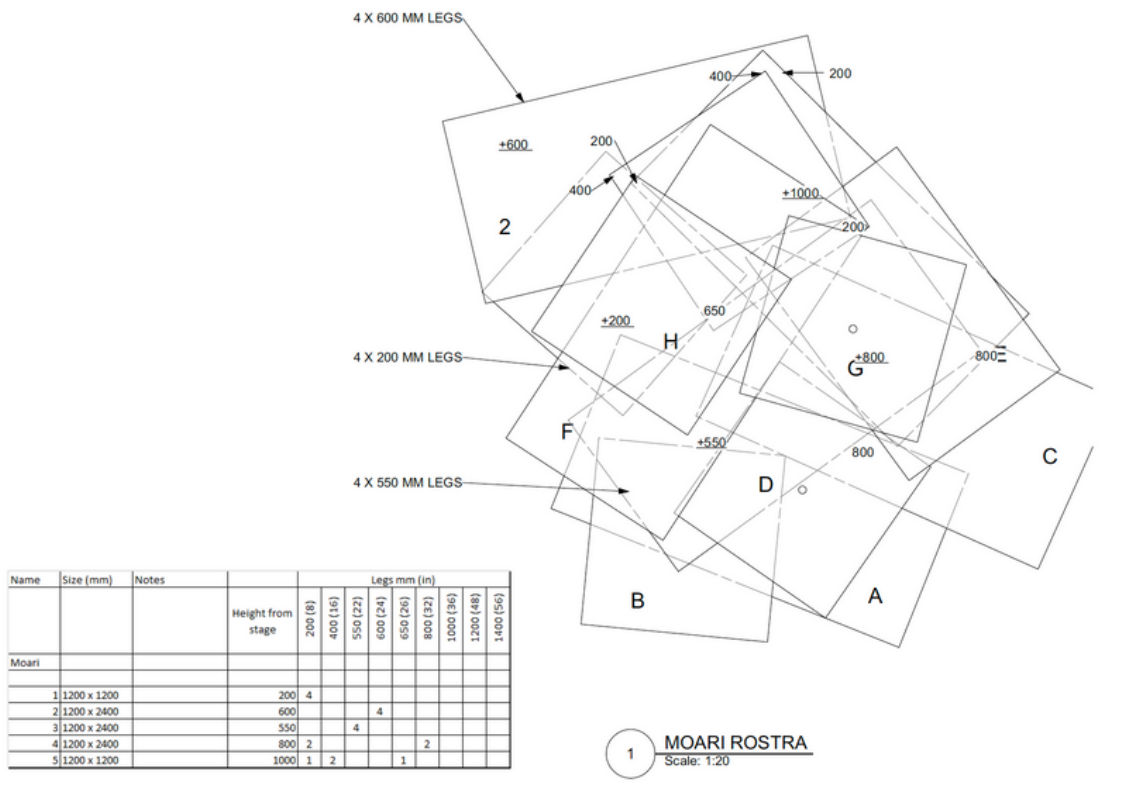 4 X 600 MM LEGS
400
200
+600
200
400
+1000
2
200
650
+200
H
4 X 200 MM LEGS
+800
G
800
E
F
+550
800
C
D
4 X 550 MM LEGS
B
A
Name Size (mm) Notes Legs mm (in)
Height from stage 200 (8) 400 (16) 550 (22) 600 (24) 650 (26) 800 (32) 1000 (36) 1200 (48) 1400 (56)
Moari
1 1200 x 1200 200 4
2 1200 x 2400 600 4
3 1200 x 2400 550 4
4 1200 x 2400 800 2 2
5 1200 x 1200 1000 1 2 1
1 MOARI ROSTRA
Scale: 1:20